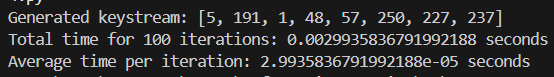 Generated keystream: [5, 191, 1, 48, 57, 250, 227, 237]
Total time for 100 iterations: 0.0029935836791992188 seconds
Average time per iteration: 2.9935836791992188e-05 seconds